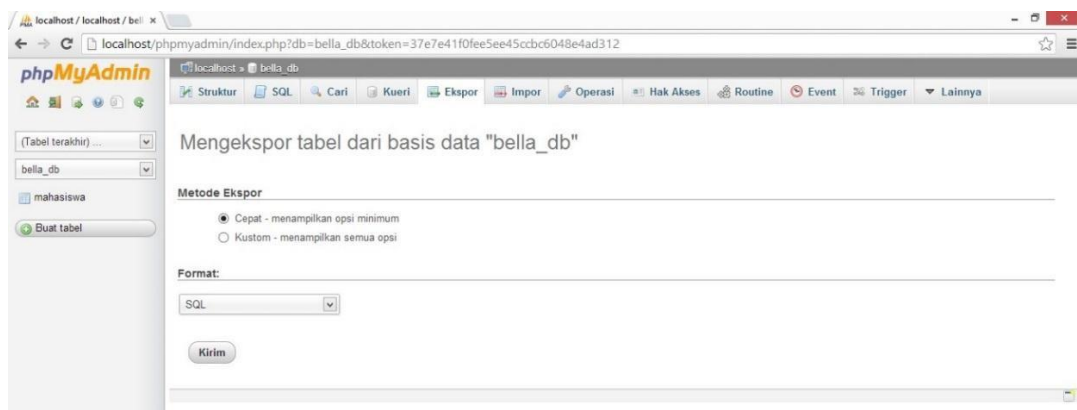 localhost / localhost / bell
localhost/phpmyadmin/index.php?db=bella_db&token=37e7e41f0fee5ee45ccbc6048e4ad312
phpMyAdmin
localhost » bella_db
Struktur SQL Cari Kueri Ekspor Impor Operasi Hak Akses Routine Event Trigger Lainnya
(Tabel terakhir) ...
bella_db
mahasiswa
Buat tabel
Mengekspor tabel dari basis data "bella_db"
Metode Ekspor
Cepat - menampilkan opsi minimum
Kustom - menampilkan semua opsi
Format:
SQL
Kirim